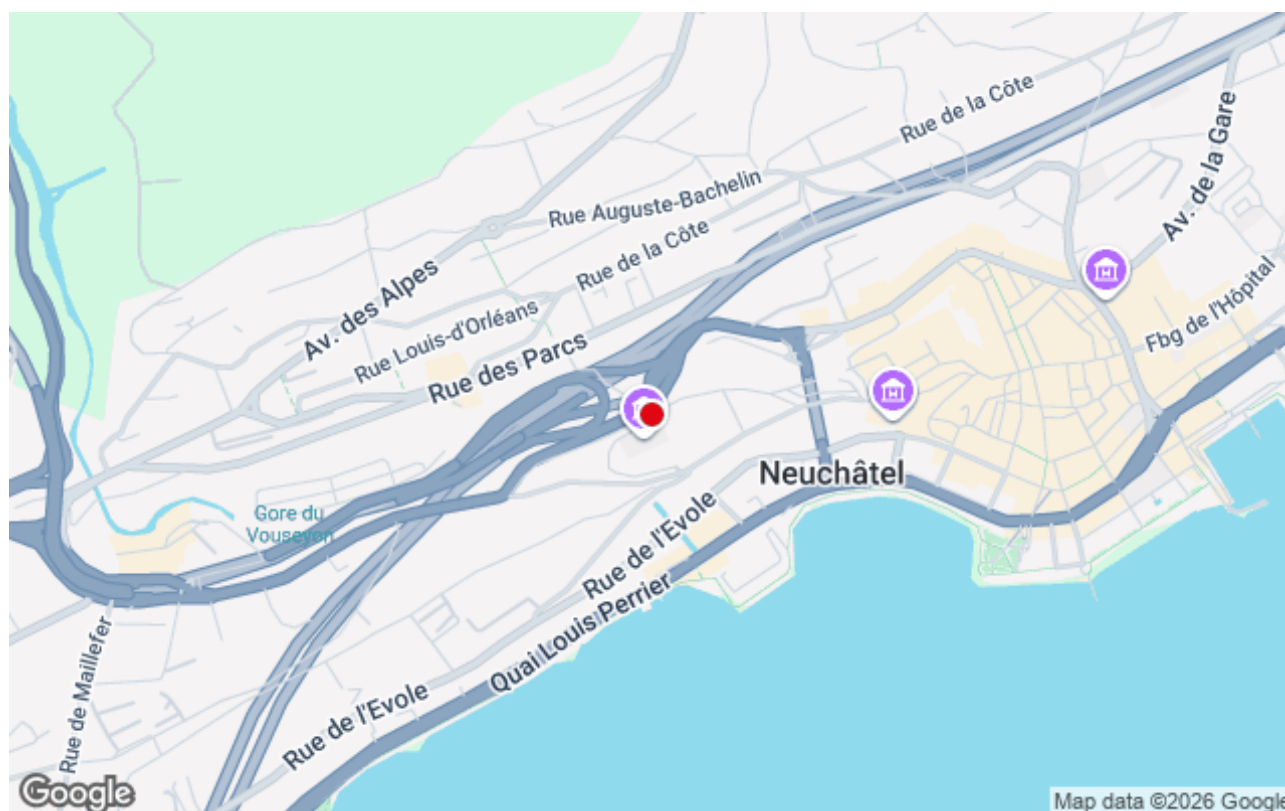 Rue de la Côte
Av. de la Gare
Rue Auguste-Bachelin
Rue de la Côte
Av. des Alpes
Rue Louis-d'Orléans
Fbg de l'Hôpital
Rue des Parcs
Neuchâtel
Gore du
Vouseyon
Rue de l'Evole
Quai Louis Perrier
Rue de Maillefer
Rue de l'Evole
Google
Map data ©2026 Google